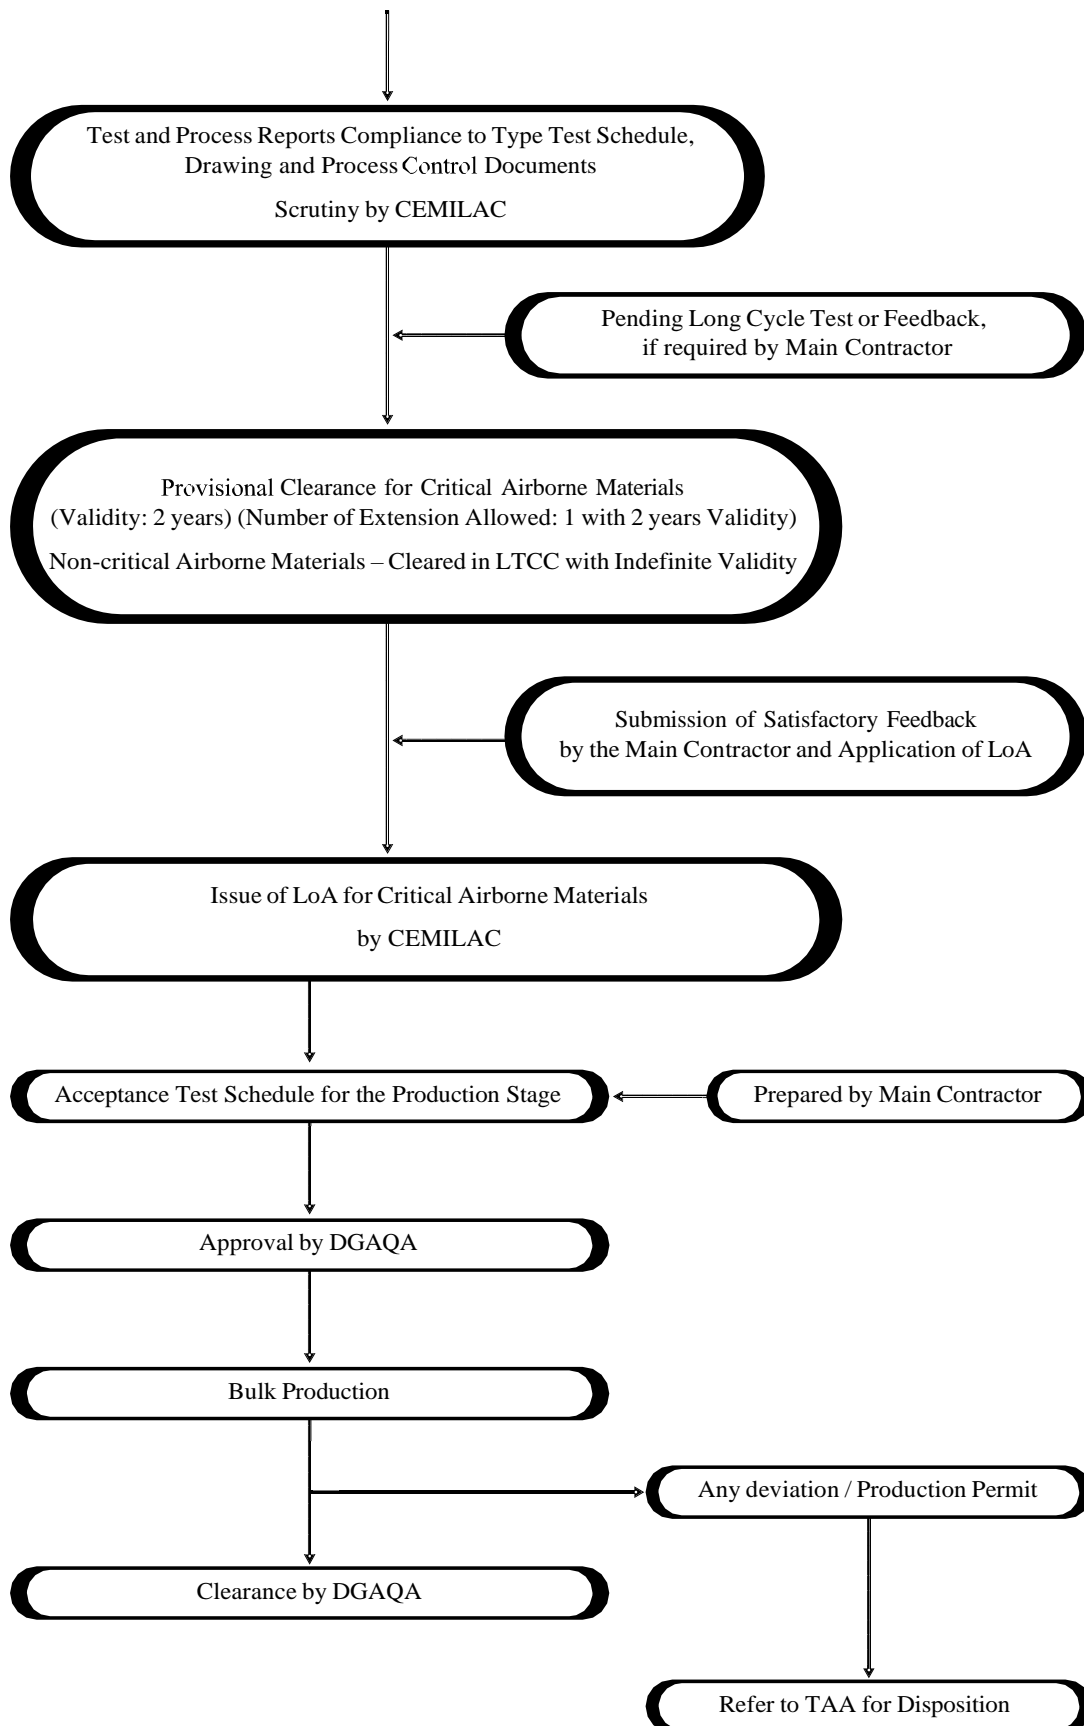 Test and Process Reports Compliance to Type Test Schedule,
Drawing and Process Control Documents
Scrutiny by CEMILAC
Pending Long Cycle Test or Feedback,
if required by Main Contractor
Provisional Clearance for Critical Airborne Materials
(Validity: 2 years) (Number of Extension Allowed: 1 with 2 years Validity)
Non-critical Airborne Materials – Cleared in LTCC with Indefinite Validity
Submission of Satisfactory Feedback
by the Main Contractor and Application of LoA
Issue of LoA for Critical Airborne Materials
by CEMILAC
Acceptance Test Schedule for the Production Stage
Prepared by Main Contractor
Approval by DGAQA
Bulk Production
Any deviation / Production Permit
Clearance by DGAQA
Refer to TAA for Disposition